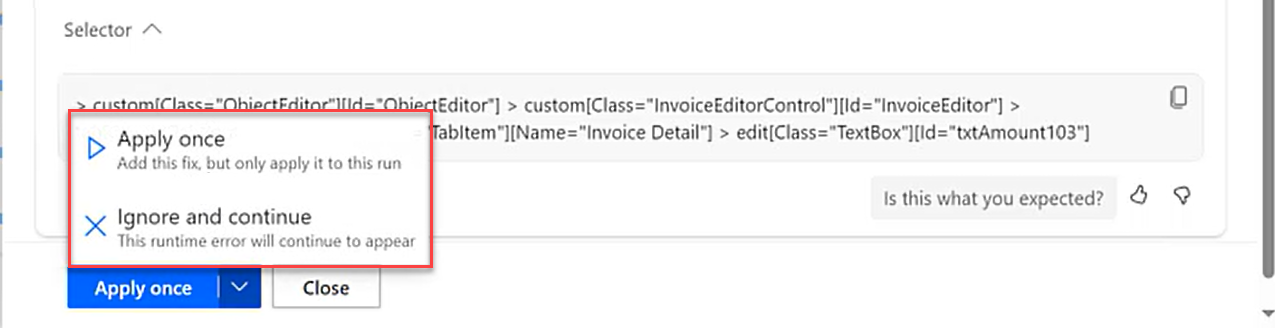 Selector
> custom[Class="ObjectEditor"][Id="ObjectEditor"] > custom[Class="InvoiceEditorControl"][Id="InvoiceEditor"] >
"TabItem"][Name="Invoice Detail"] > edit[Class="TextBox"][Id="txtAmount103"]
Apply once
Add this fix, but only apply it to this run
Ignore and continue
This runtime error will continue to appear
Is this what you expected?
Apply once
Close